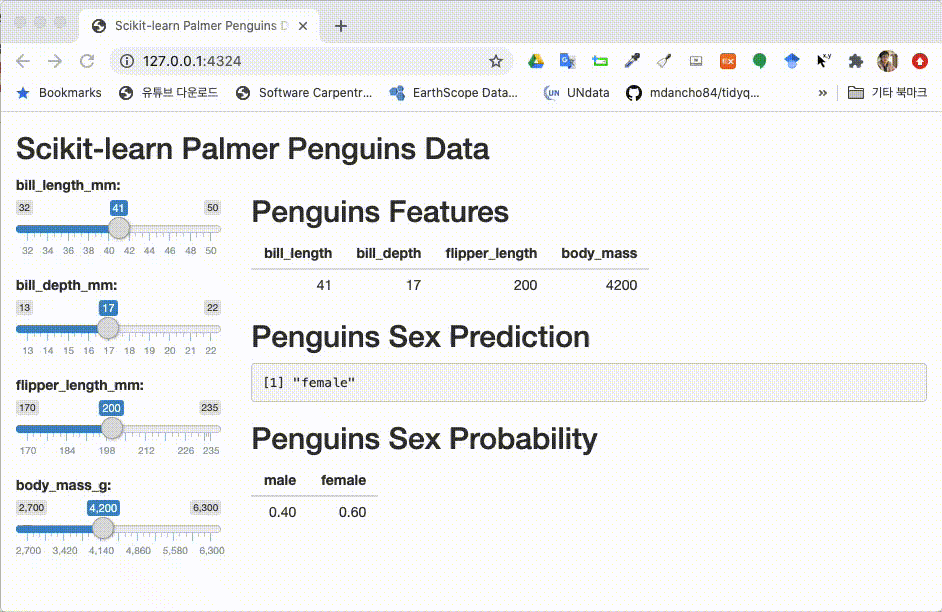 Scikit-learn Palmer Penguins D
127.0.0.1:4324
Bookmarks 유튜브 다운로드 Software Carpentr... EarthScope Data... UNdata mdancho84/tidyq... » 기타 북마크
Scikit-learn Palmer Penguins Data
bill_length_mm:
32 41 50
32 34 36 38 40 42 44 46 48 50
bill_depth_mm:
13 17 22
13 14 15 16 17 18 19 20 21 22
flipper_length_mm:
170 200 235
170 184 198 212 226 235
body_mass_g:
2,700 4,200 6,300
2,700 3,420 4,140 4,860 5,580 6,300
Penguins Features
bill_length bill_depth flipper_length body_mass
41 17 200 4200
Penguins Sex Prediction
[1] "female"
Penguins Sex Probability
male female
0.40 0.60